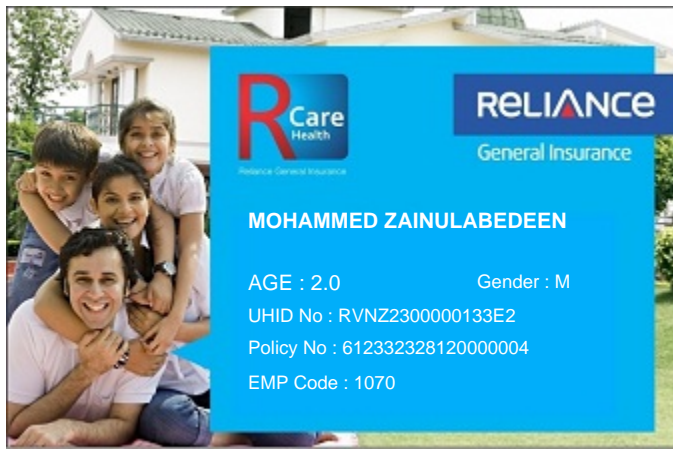 R Care
Health
Reliance General Insurance
RELIANCE
General Insurance
MOHAMMED ZAINULABEDEEN
AGE : 2.0 Gender : M
UHID No : RVNZ2300000133E2
Policy No : 612332328120000004
EMP Code : 1070